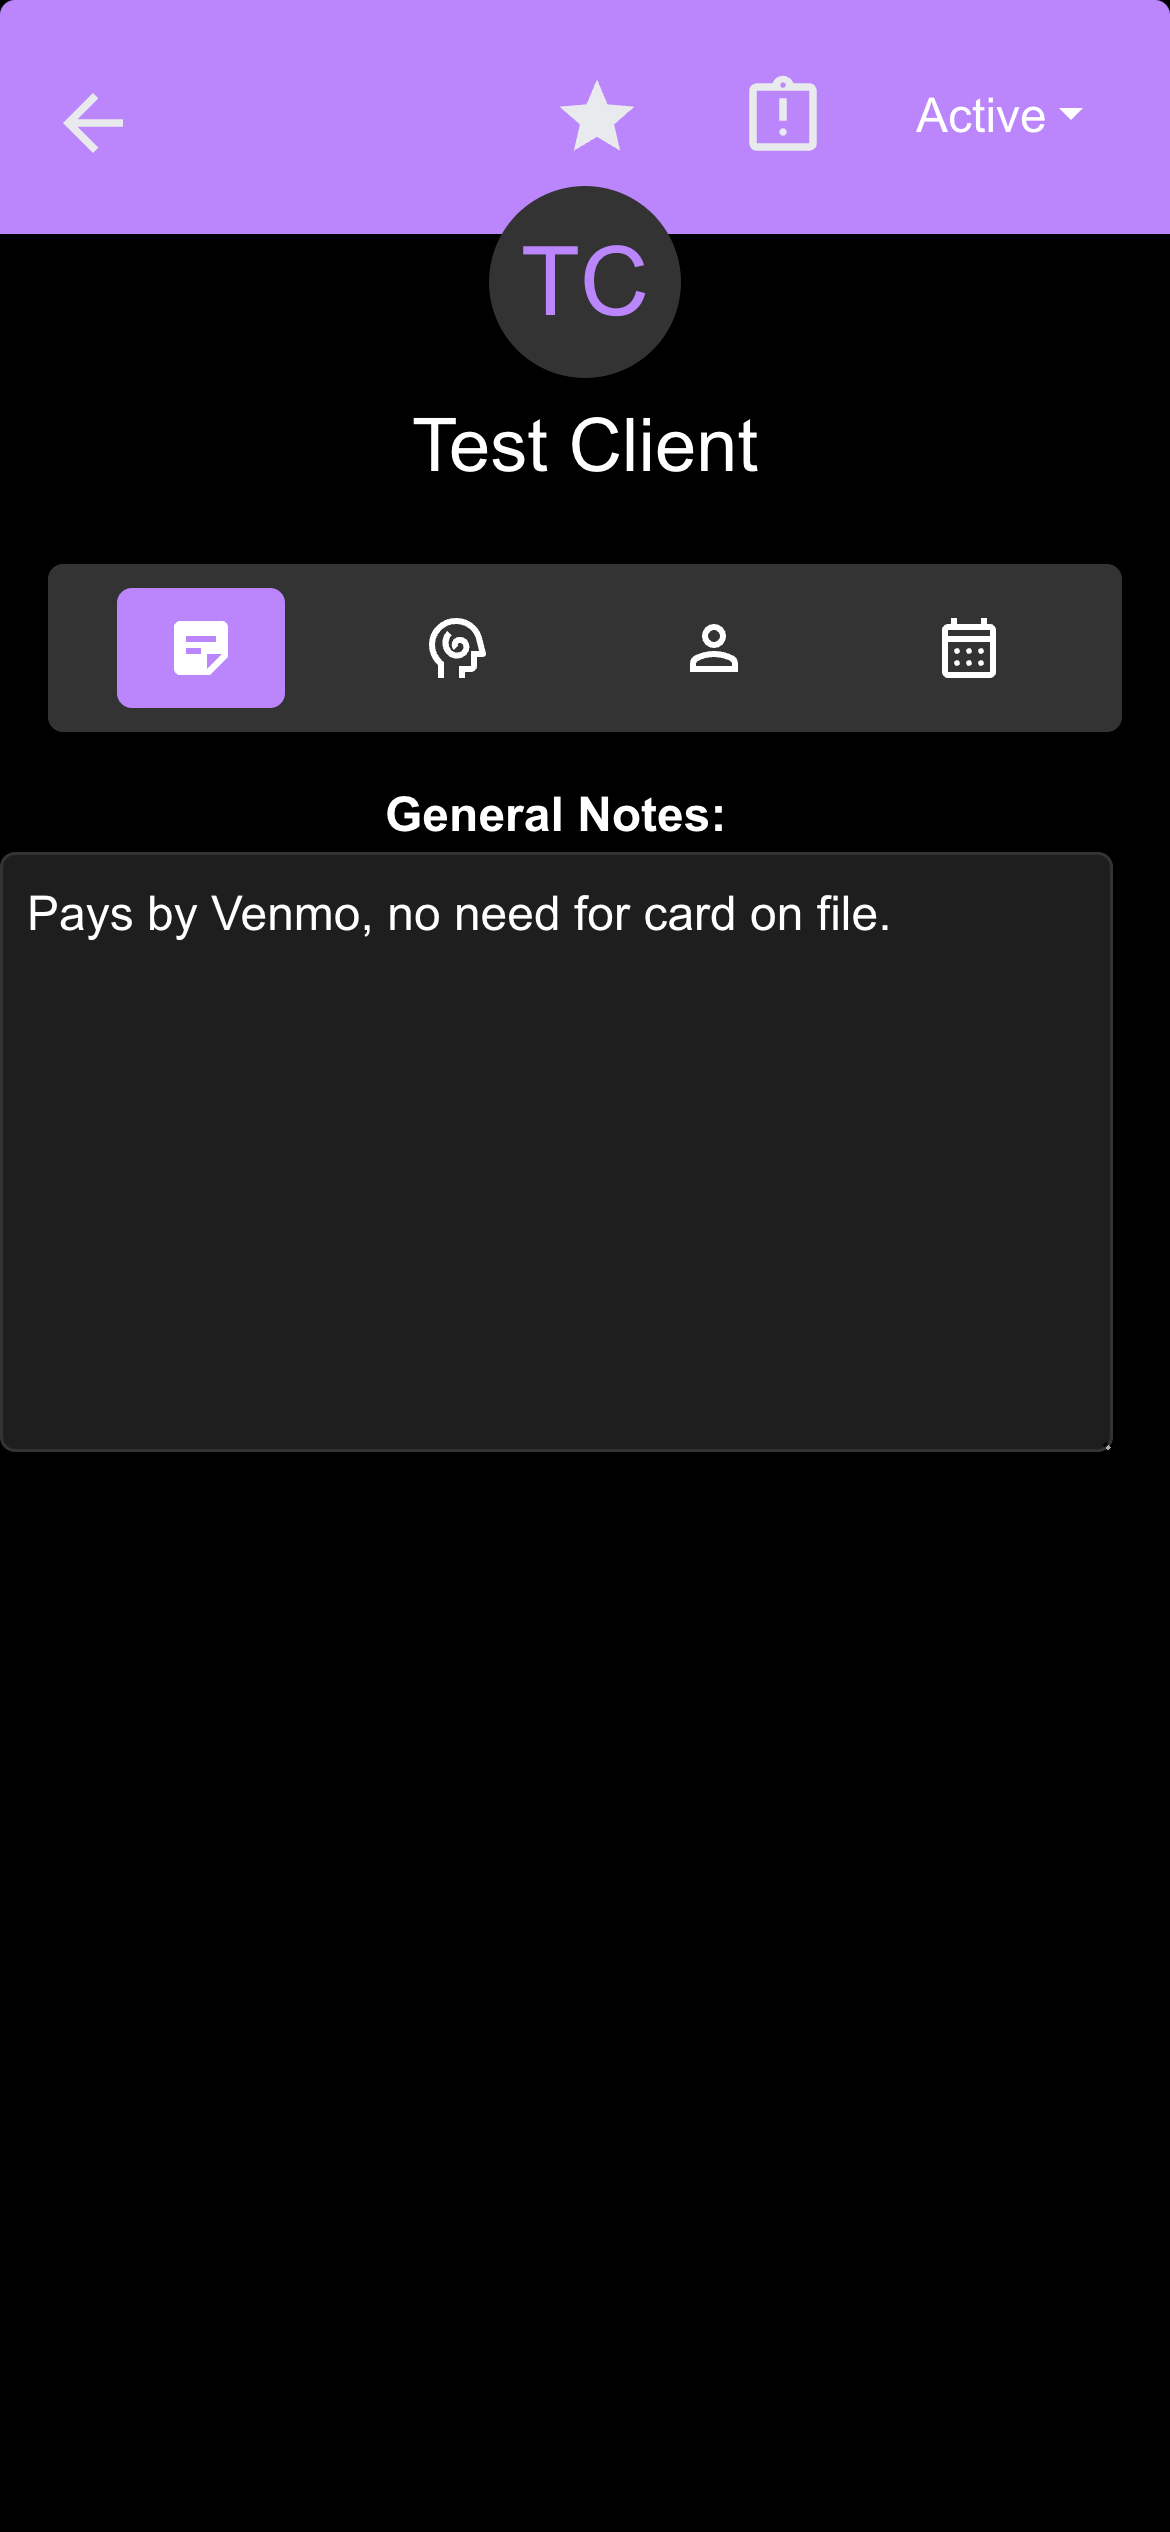 Active
TC
Test Client
General Notes:
Pays by Venmo, no need for card on file.